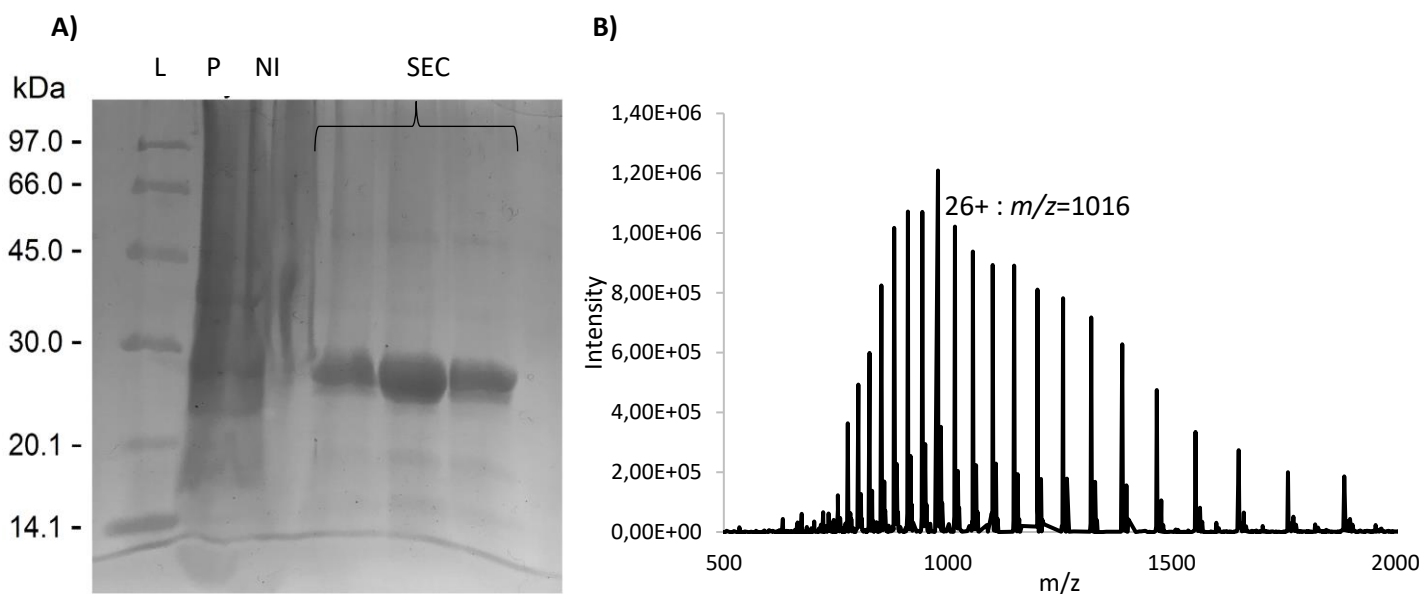 A)
L P NI SEC
kDa
97.0 -
66.0 -
45.0 -
30.0 -
20.1 -
14.1 -
B)
1,40E+06
1,20E+06
1,00E+06
8,00E+05
6,00E+05
4,00E+05
2,00E+05
0,00E+00
Intensity
26+ : m/z=1016
500 1000 1500 2000
m/z